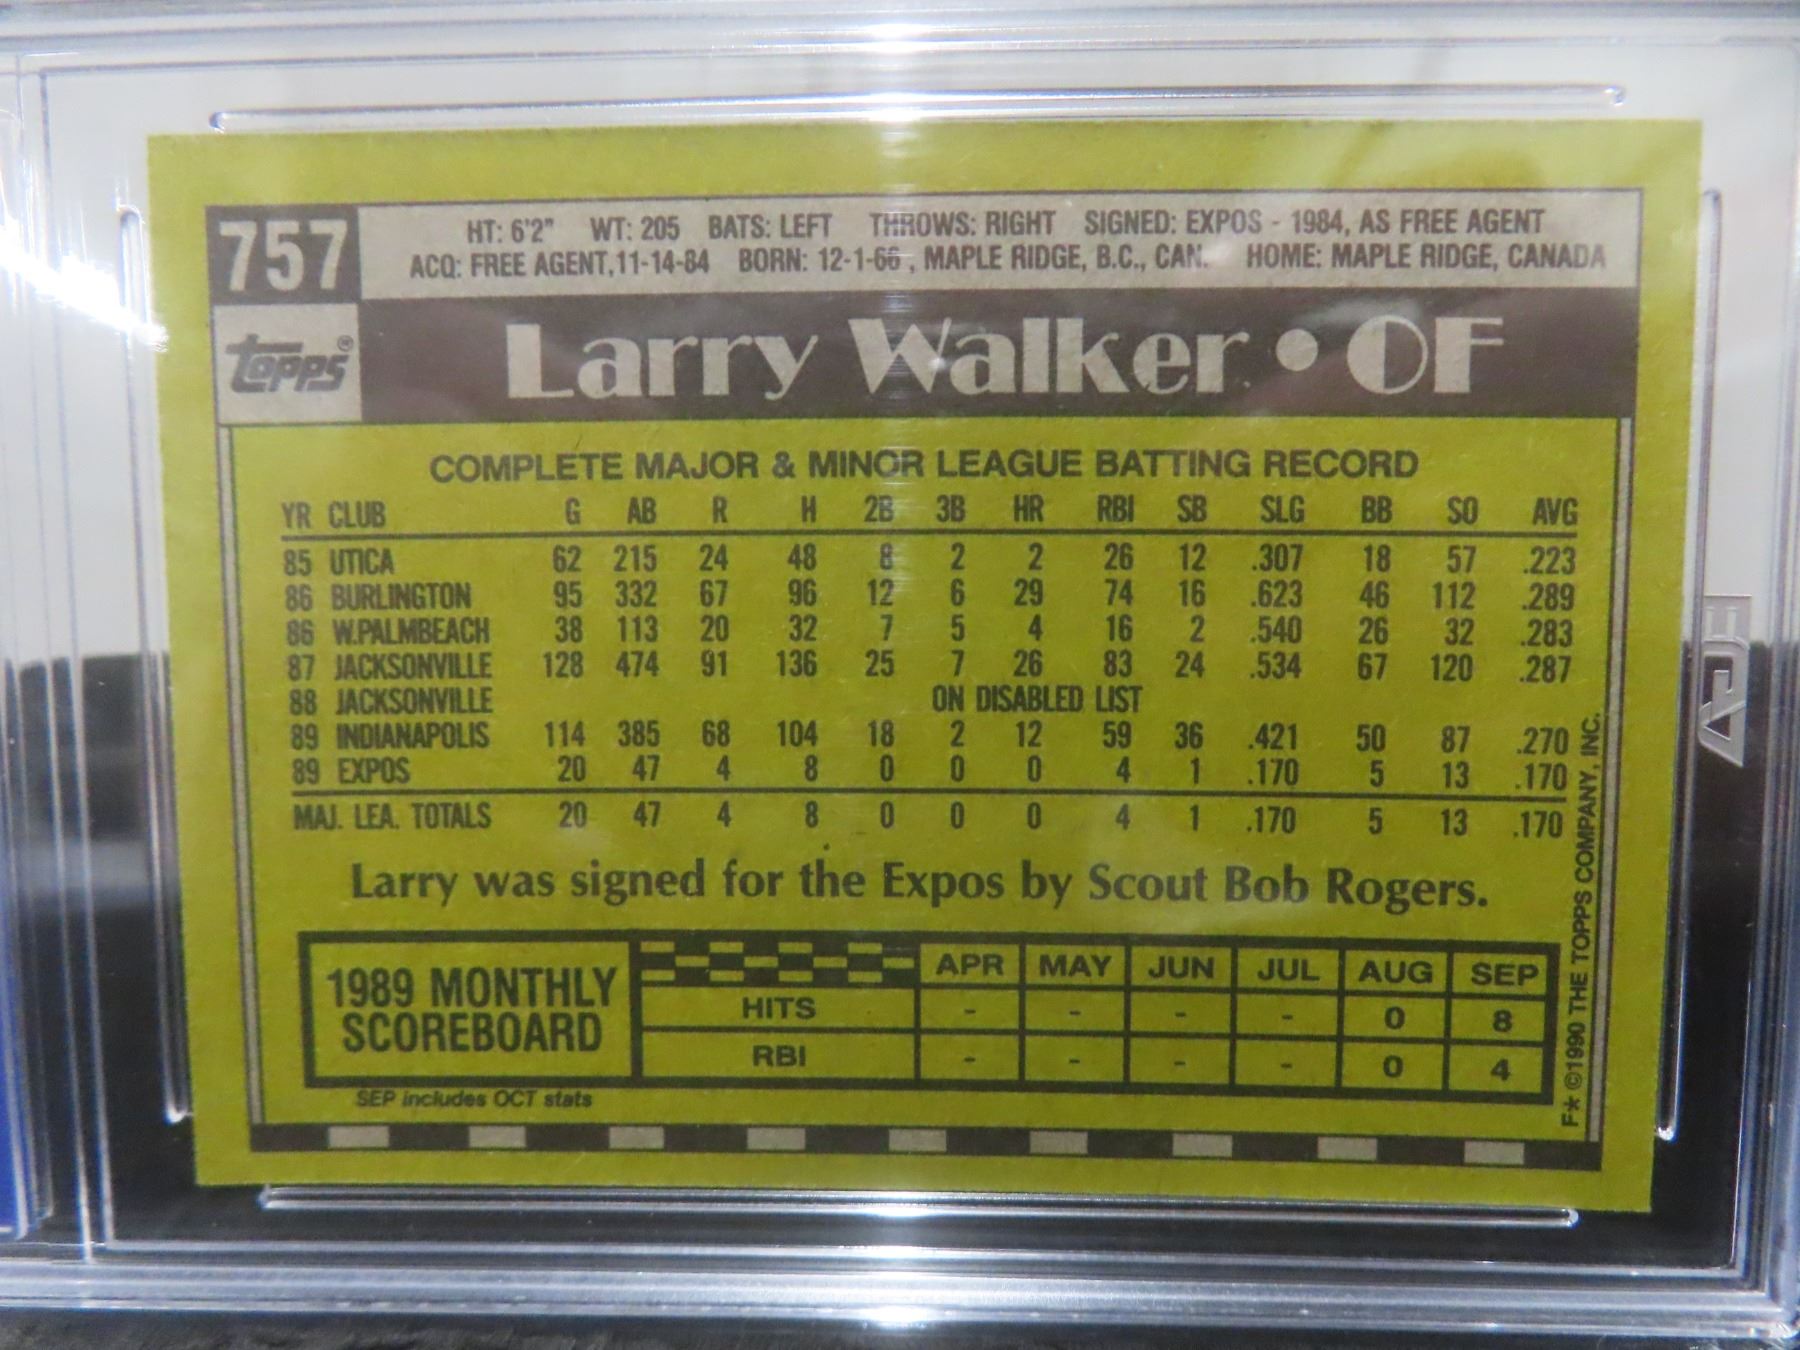 757
HT: 6'2" WT: 205 BATS: LEFT THROWS: RIGHT SIGNED: EXPOS - 1984, AS FREE AGENT
ACQ: FREE AGENT,11-14-84 BORN: 12-1-66, MAPLE RIDGE, B.C., CAN. HOME: MAPLE RIDGE, CANADA
topps®
Larry Walker • OF
COMPLETE MAJOR & MINOR LEAGUE BATTING RECORD
YR CLUB G AB R H 2B 3B HR RBI SB SLG BB SO AVG
85 UTICA 62 215 24 48 8 2 2 26 12 .307 18 57 .223
86 BURLINGTON 95 332 67 96 12 6 29 74 16 .623 46 112 .289
86 W.PALMBEACH 38 113 20 32 7 5 4 16 2 .540 26 32 .283
87 JACKSONVILLE 128 474 91 136 25 7 26 83 24 .534 67 120 .287
88 JACKSONVILLE ON DISABLED LIST
89 INDIANAPOLIS 114 385 68 104 18 2 12 59 36 .421 50 87 .270
89 EXPOS 20 47 4 8 0 0 0 4 1 .170 5 13 .170
MAJ. LEA. TOTALS 20 47 4 8 0 0 0 4 1 .170 5 13 .170
Larry was signed for the Expos by Scout Bob Rogers.
1989 MONTHLY
SCOREBOARD
APR MAY JUN JUL AUG SEP
HITS - - - - 0 8
RBI - - - - 0 4
SEP includes OCT stats
F* ©1990 THE TOPPS COMPANY, INC.